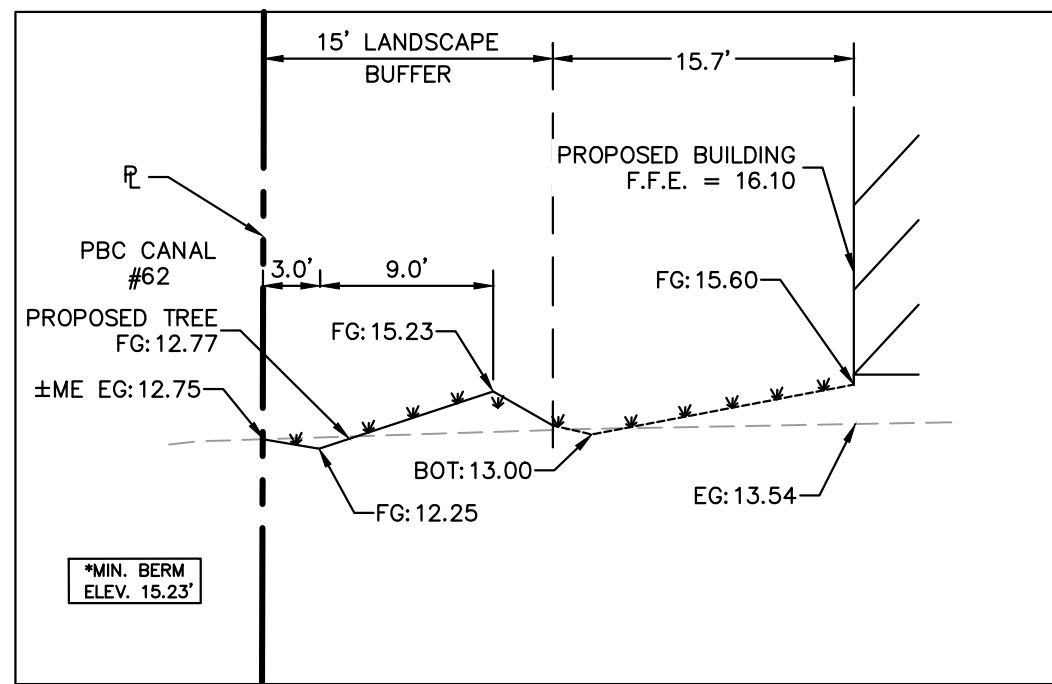 15' LANDSCAPE
BUFFER
15.7'
PROPOSED BUILDING
F.F.E. = 16.10
PL
PBC CANAL
#62
3.0'
9.0'
FG:15.60
PROPOSED TREE
FG:12.77
FG:15.23
±ME EG:12.75
BOT:13.00
EG:13.54
FG:12.25
*MIN. BERM
ELEV. 15.23'